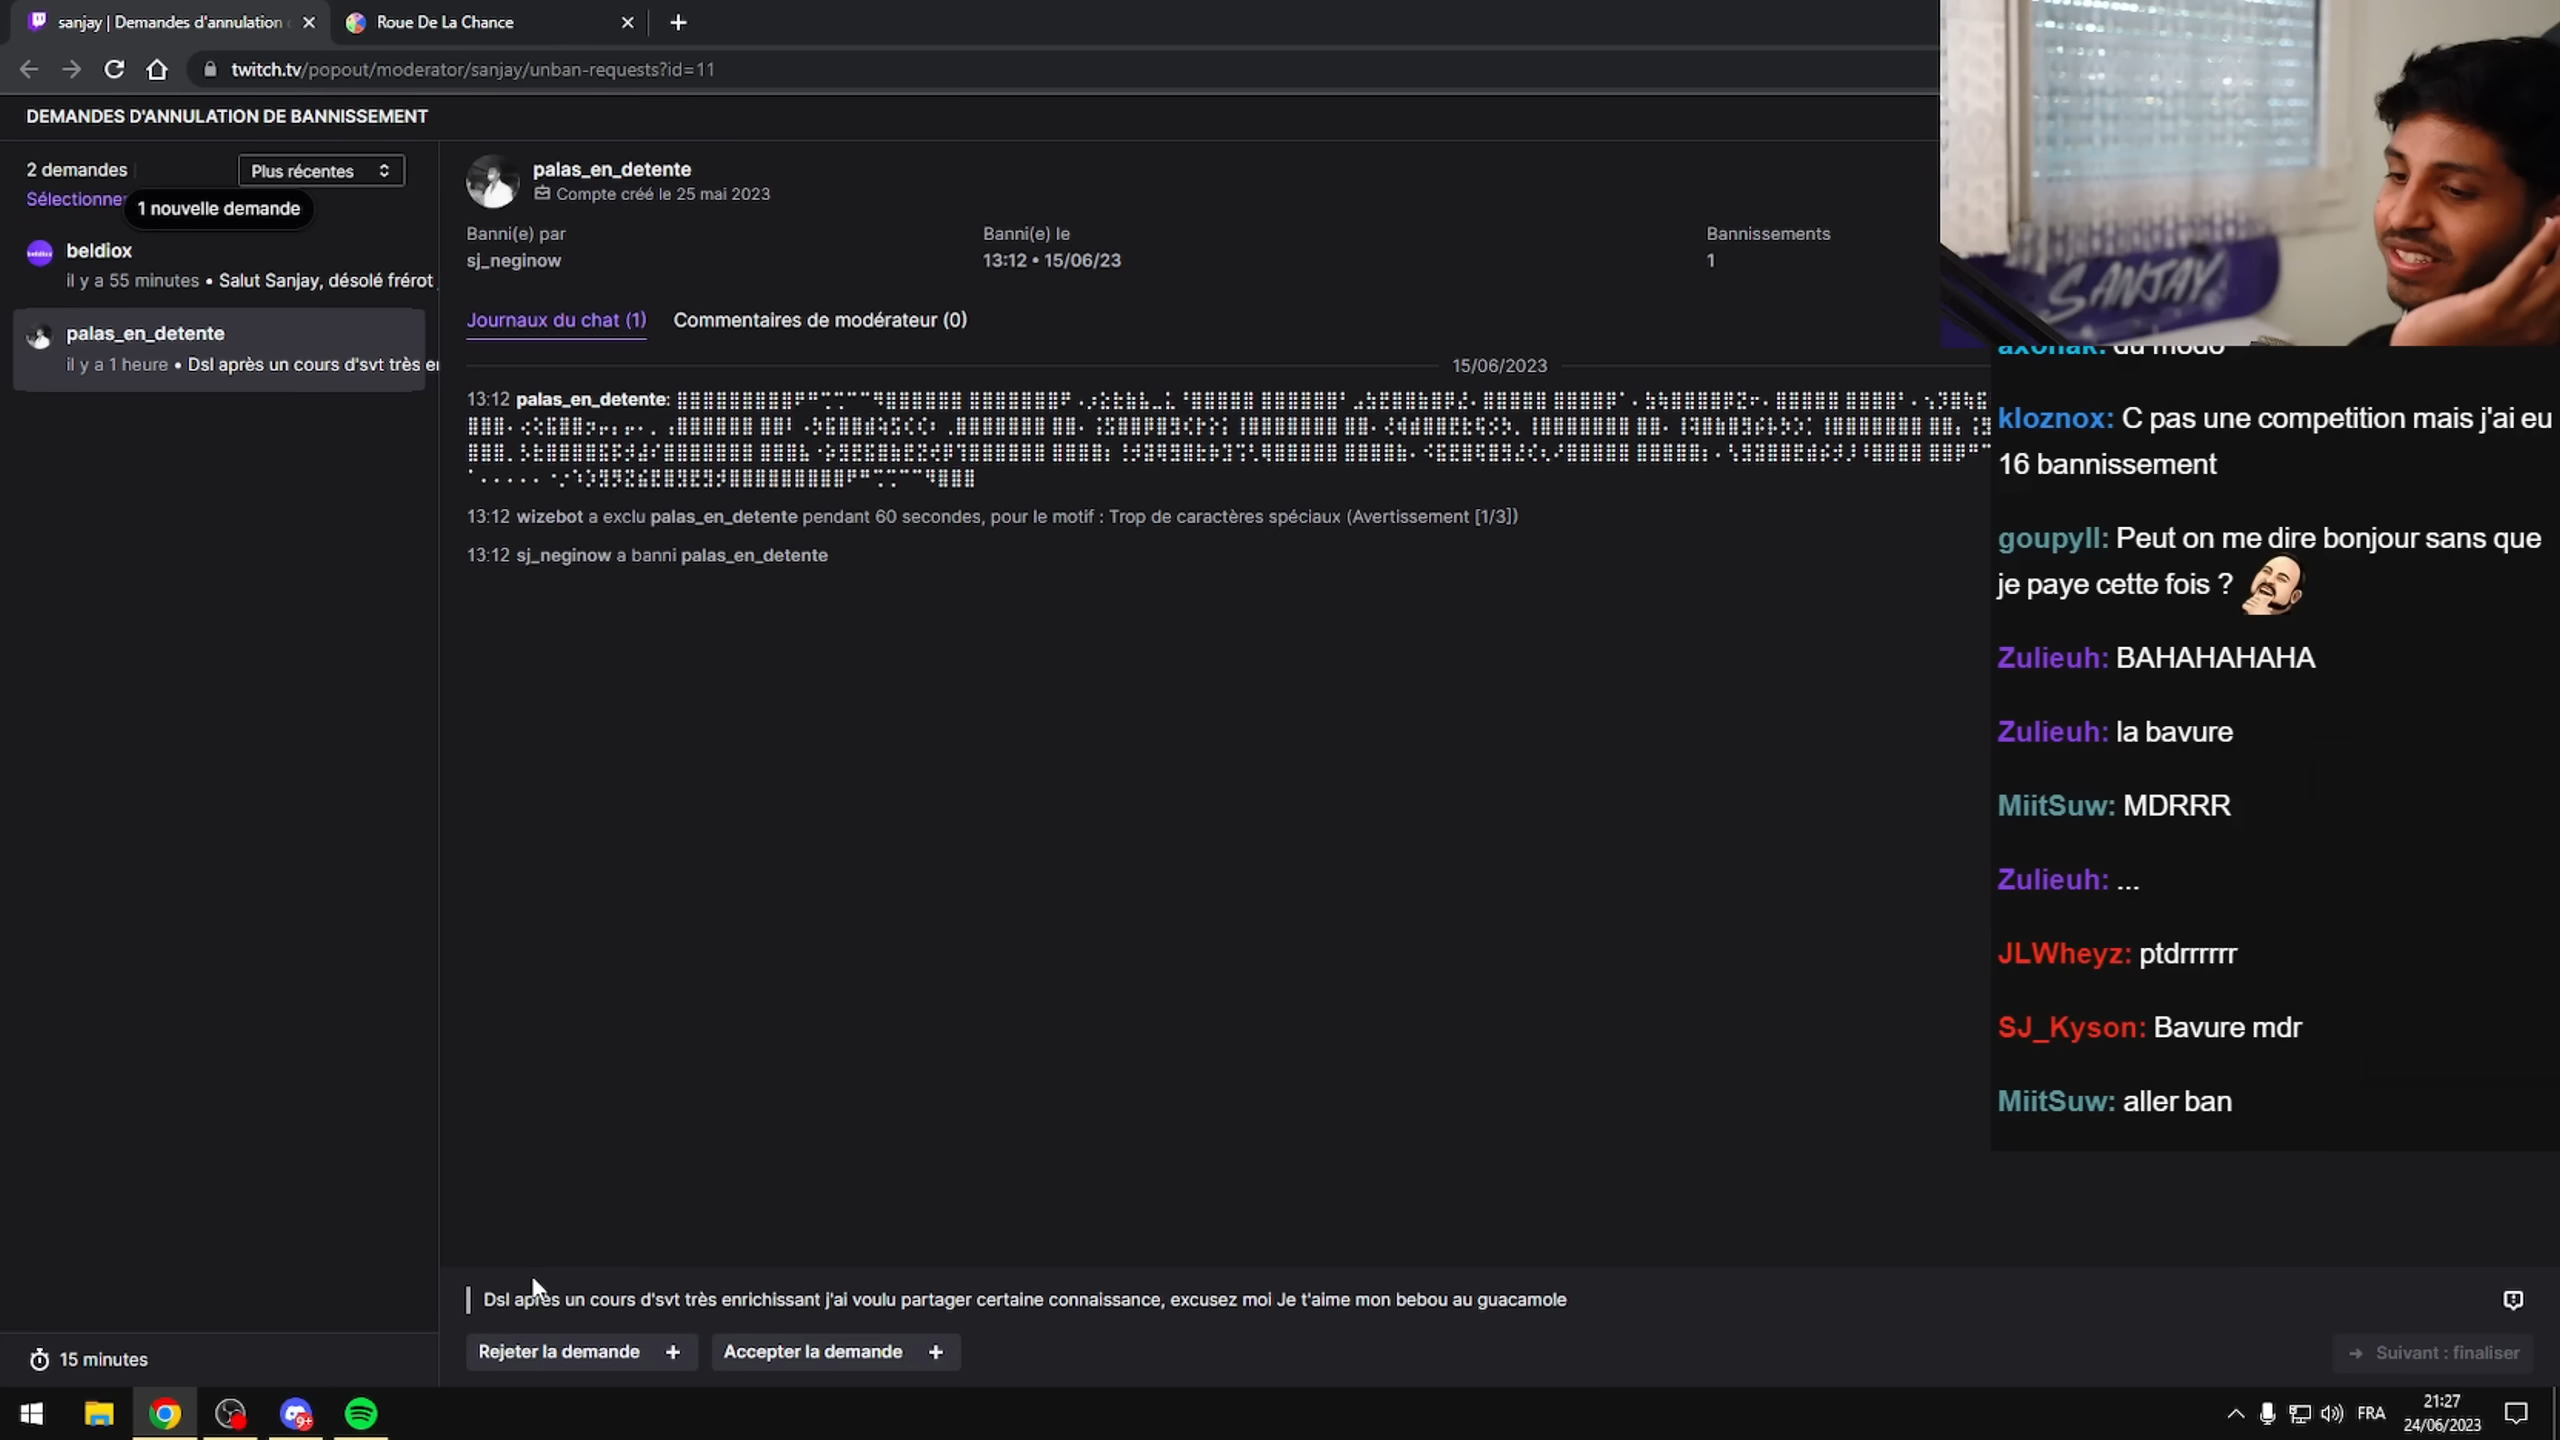 sanjay | Demandes d'annulation
Roue De La Chance
twitch.tv/popout/moderator/sanjay/unban-requests?id=11
DEMANDES D'ANNULATION DE BANNISSEMENT
2 demandes
Plus récentes
Sélectionner
1 nouvelle demande
beldiox
il y a 55 minutes • Salut Sanjay, désolé frérot
palas_en_detente
il y a 1 heure • Dsl après un cours d'svt très
palas_en_detente
Compte créé le 25 mai 2023
Banni(e) par
sj_neginow
Banni(e) le
13:12 • 15/06/23
Bannissements
1
Journaux du chat (1)
Commentaires de modérateur (0)
15/06/2023
13:12 palas_en_detente:
13:12 wizebot a exclu palas_en_detente pendant 60 secondes, pour le motif : Trop de caractères spéciaux (Avertissement [1/3])
13:12 sj_neginow a banni palas_en_detente
Dsl après un cours d'svt très enrichissant j'ai voulu partager certaine connaissance, excusez moi Je t'aime mon bebou au guacamole
Rejeter la demande +
Accepter la demande +
Suivant : finaliser
15 minutes
SANJAY
axonak: du modo
kloznox: C pas une competition mais j'ai eu
16 bannissement
goupyll: Peut on me dire bonjour sans que
je paye cette fois ?
Zulieuh: BAHAHAHAHA
Zulieuh: la bavure
MiitSuw: MDRRR
Zulieuh: ...
JLWheyz: ptdrrrrrr
SJ_Kyson: Bavure mdr
MiitSuw: aller ban
9+
FRA
21:27
24/06/2023